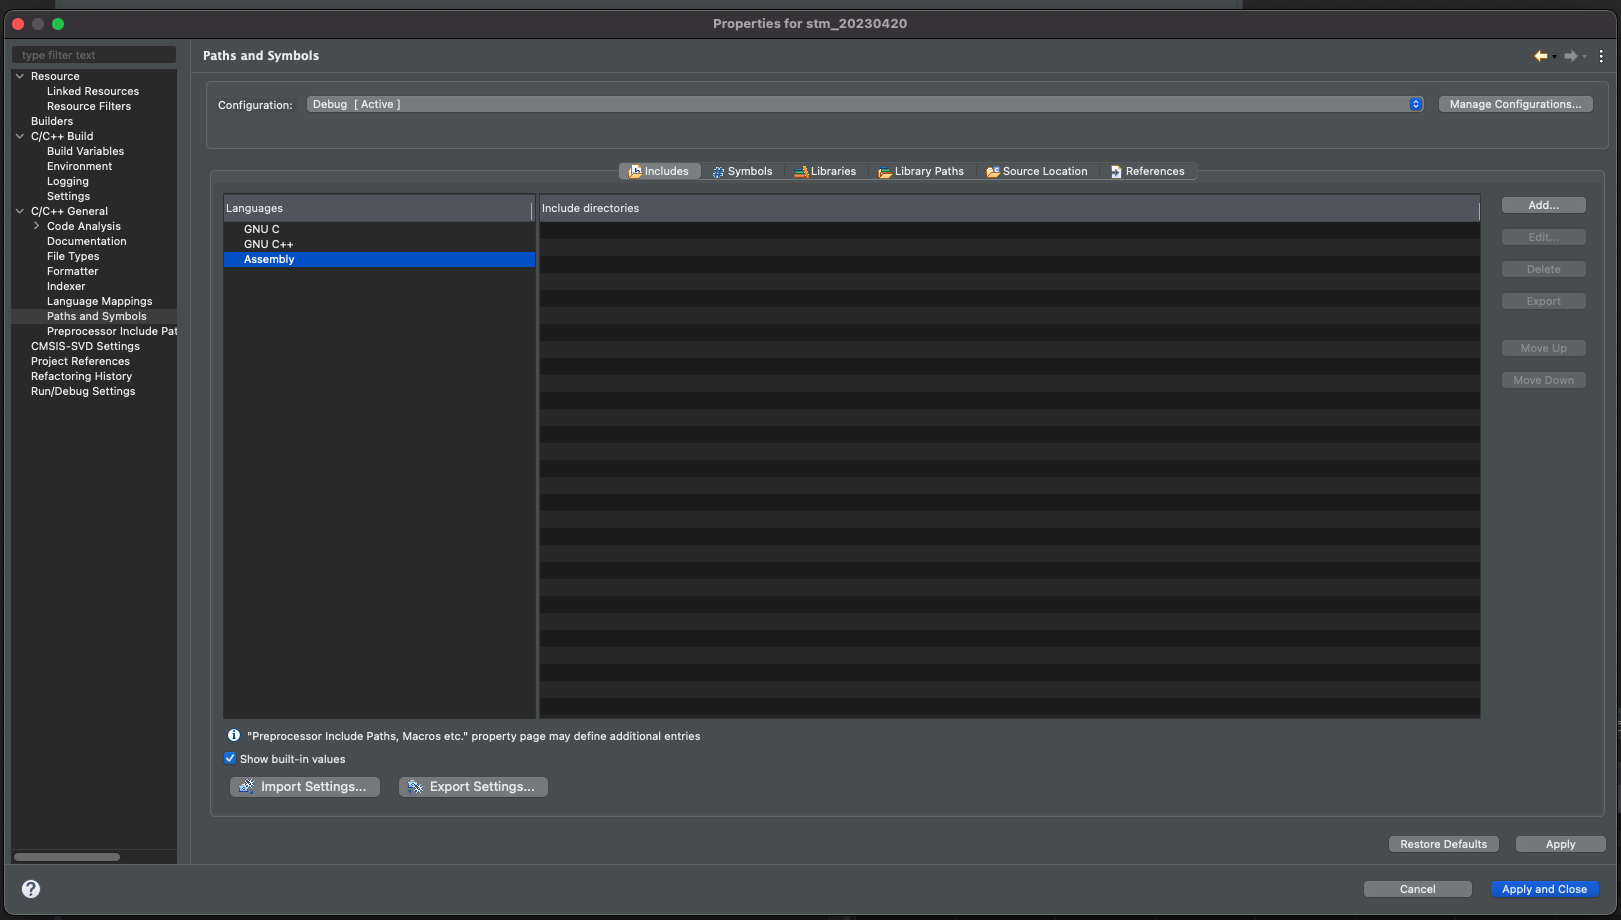 Properties for stm_20230420
type filter text
Resource
Linked Resources
Resource Filters
Builders
C/C++ Build
Build Variables
Environment
Logging
Settings
C/C++ General
Code Analysis
Documentation
File Types
Formatter
Indexer
Language Mappings
Paths and Symbols
Preprocessor Include Pat
CMSIS-SVD Settings
Project References
Refactoring History
Run/Debug Settings
Paths and Symbols
Configuration: Debug [ Active ] Manage Configurations...
Includes Symbols Libraries Library Paths Source Location References
Languages
GNU C
GNU C++
Assembly
Include directories
Add...
Edit...
Delete
Export
Move Up
Move Down
"Preprocessor Include Paths, Macros etc." property page may define additional entries
Show built-in values
Import Settings... Export Settings...
Restore Defaults Apply
? Cancel Apply and Close